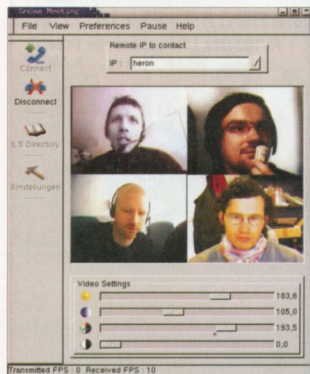 Gnome Meeting
File View Preferences Pause Help
Connect
Disconnect
ILS Directory
Einstellungen
Remote IP to contact
IP : heron
Video Settings
183,6
105,0
193,5
0,0
Transmitted FPS : 0 Received FPS : 10